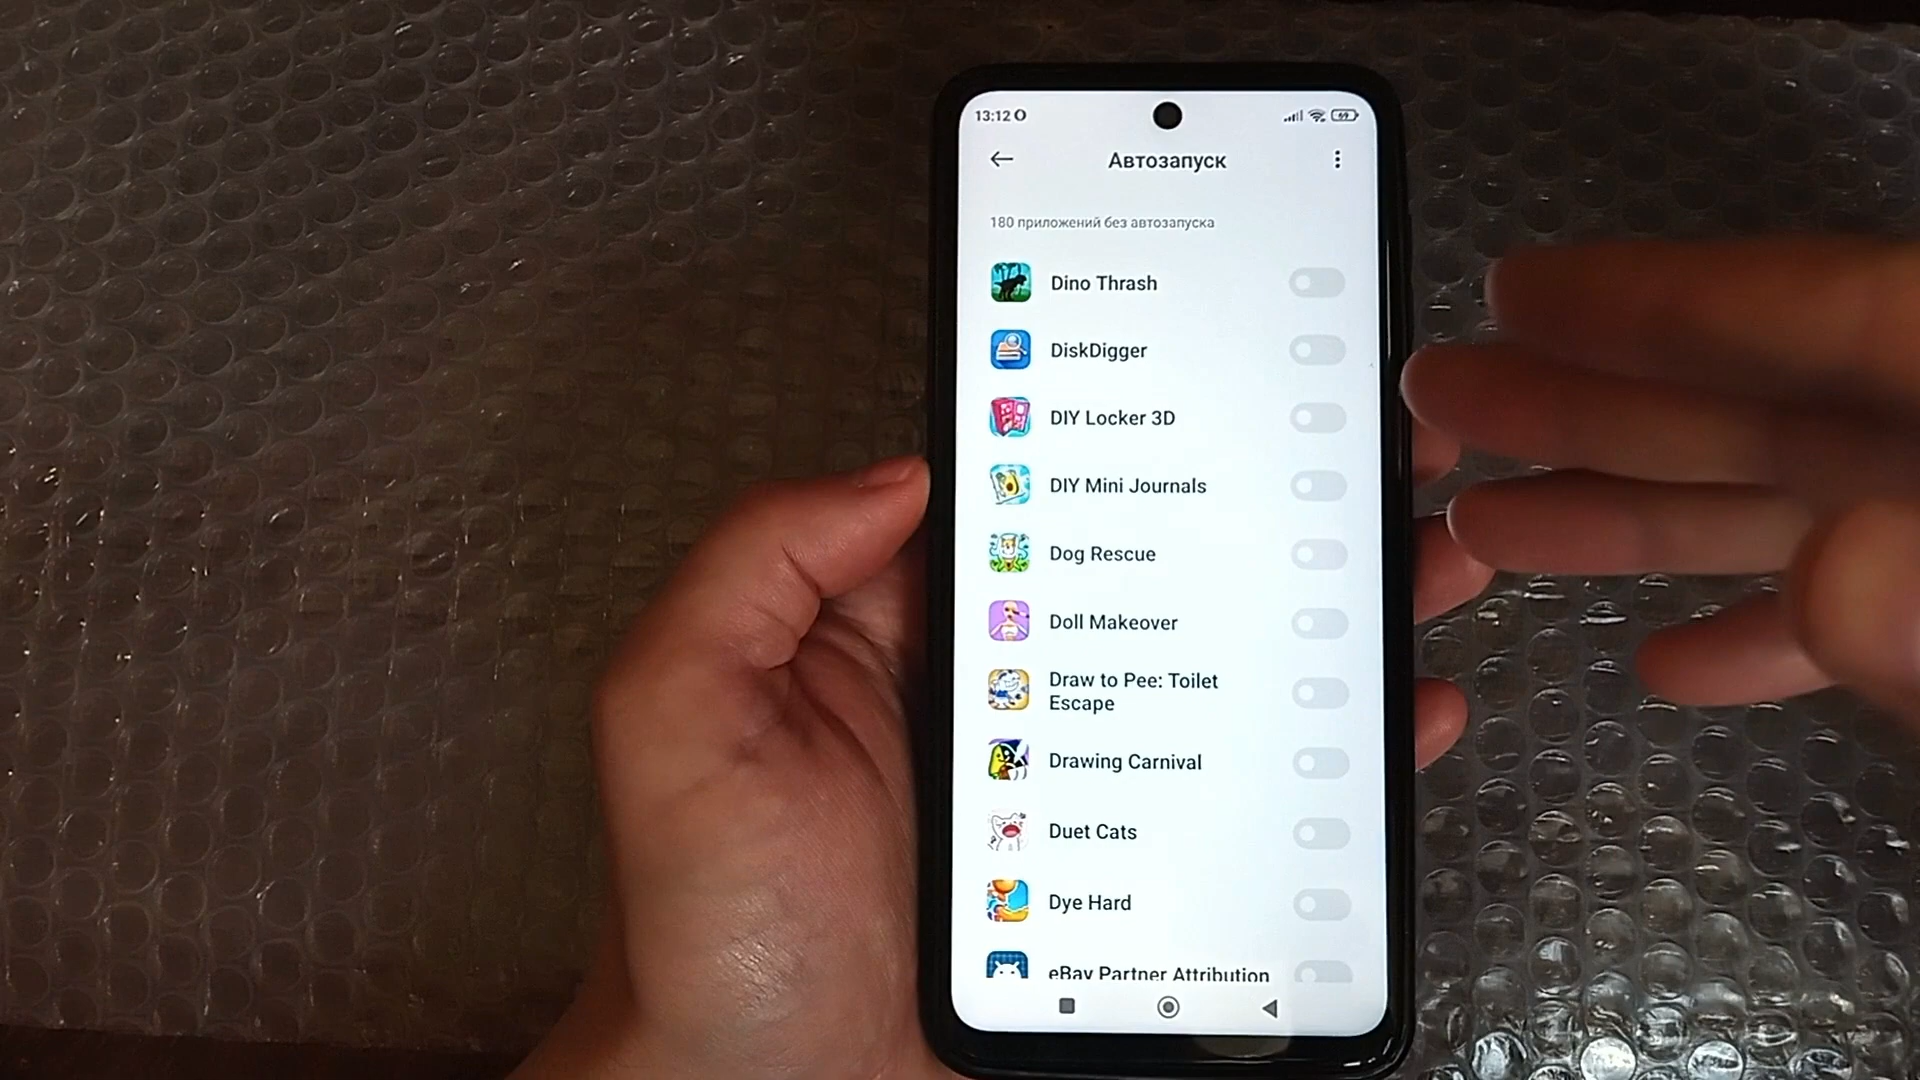 13:12
69
Автозапуск
180 приложений без автозапуска
Dino Thrash
DiskDigger
DIY Locker 3D
DIY Mini Journals
Dog Rescue
Doll Makeover
Draw to Pee: Toilet
Escape
Drawing Carnival
Duet Cats
Dye Hard
eBay Partner Attribution